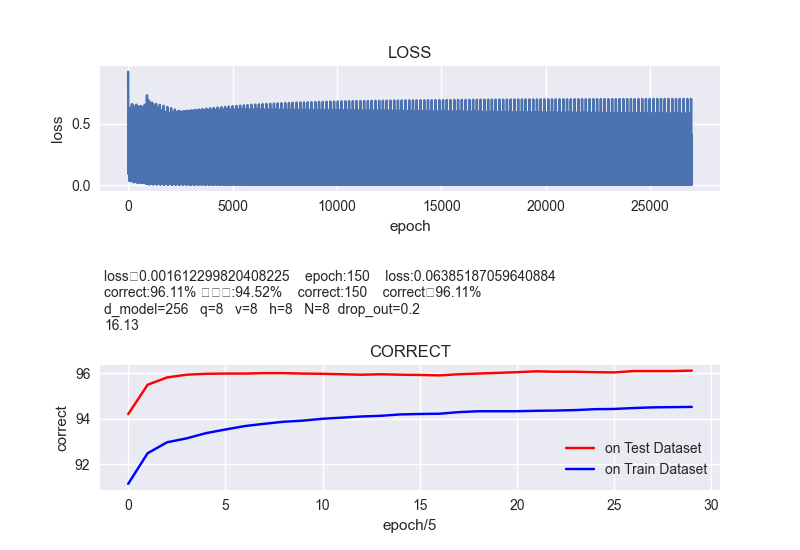 LOSS
0.5
0.0
loss
0 5000 10000 15000 20000 25000
epoch
loss□0.001612299820408225 epoch:150 loss:0.06385187059640884
correct:96.11% □□□:94.52% correct:150 correct□96.11%
d_model=256 q=8 v=8 h=8 N=8 drop_out=0.2
16.13
CORRECT
96
94
92
correct
on Test Dataset
on Train Dataset
0 5 10 15 20 25 30
epoch/5